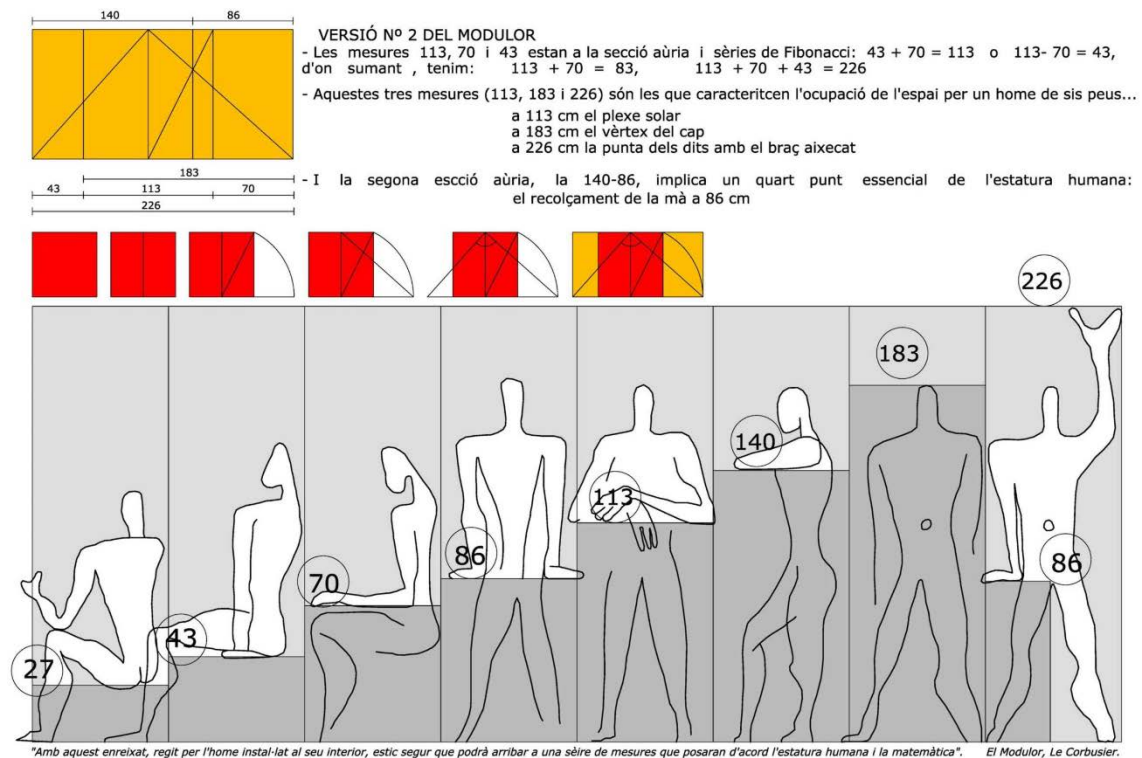 140 86
VERSIÓ Nº 2 DEL MODULOR
- Les mesures 113, 70 i 43 estan a la secció aùria i sèries de Fibonacci: 43 + 70 = 113 o 113- 70 = 43,
d'on sumant , tenim: 113 + 70 = 83, 113 + 70 + 43 = 226
- Aquestes tres mesures (113, 183 i 226) són les que caracteritcen l'ocupació de l'espai per un home de sis peus...
a 113 cm el plexe solar
a 183 cm el vèrtex del cap
a 226 cm la punta dels dits amb el braç aixecat
183
43 113 70
226
- I la segona escció aùria, la 140-86, implica un quart punt essencial de l'estatura humana:
el recolçament de la mà a 86 cm
226
183
140
113
86
86
70
43
27
"Amb aquest enreixat, regit per l'home instal·lat al seu interior, estic segur que podrà arribar a una sèire de mesures que posaran d'acord l'estatura humana i la matemàtica". El Modulor, Le Corbusier.